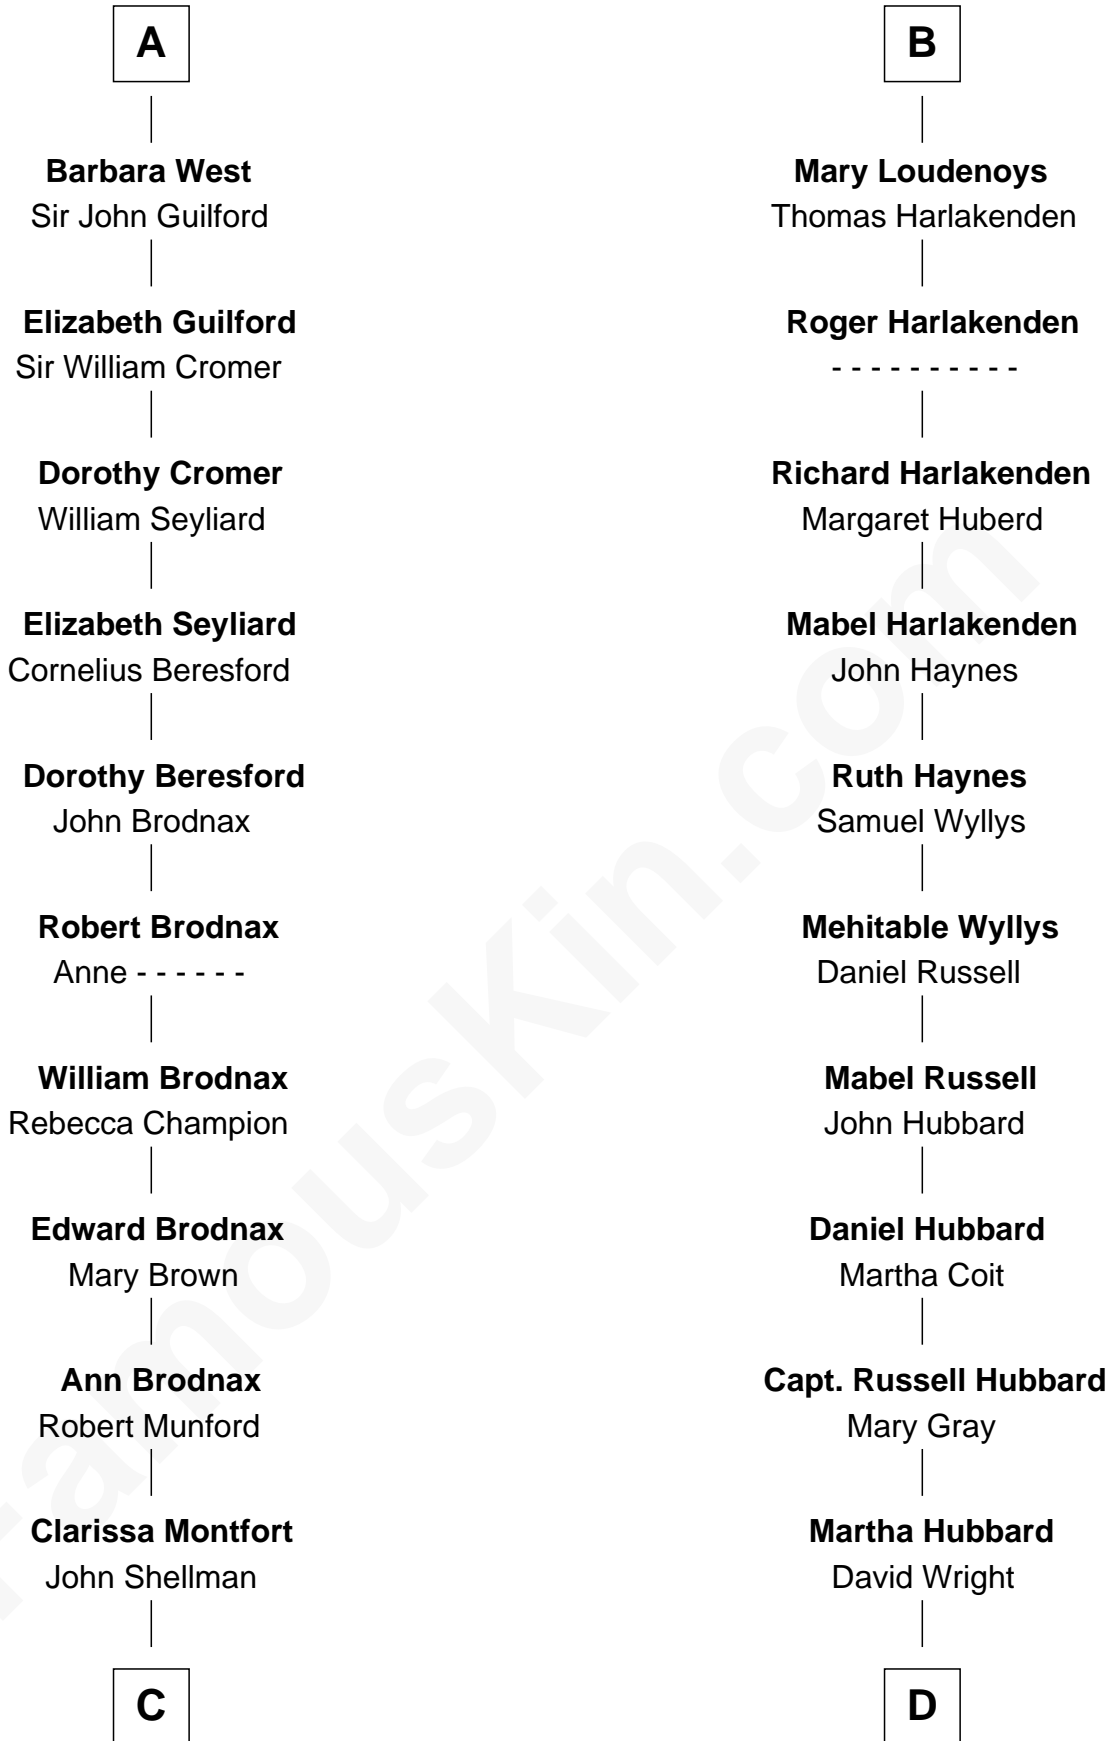 A
Barbara West
Sir John Guilford
Elizabeth Guilford
Sir William Cromer
Dorothy Cromer
William Seyliard
Elizabeth Seyliard
Cornelius Beresford
Dorothy Beresford
John Brodnax
Robert Brodnax
Anne - - - - - -
William Brodnax
Rebecca Champion
Edward Brodnax
Mary Brown
Ann Brodnax
Robert Munford
Clarissa Montfort
John Shellman
C
B
Mary Loudenoys
Thomas Harlakenden
Roger Harlakenden
- - - - - - - - - -
Richard Harlakenden
Margaret Huberd
Mabel Harlakenden
John Haynes
Ruth Haynes
Samuel Wyllys
Mehitable Wyllys
Daniel Russell
Mabel Russell
John Hubbard
Daniel Hubbard
Martha Coit
Capt. Russell Hubbard
Mary Gray
Martha Hubbard
David Wright
D
FamousKin.com